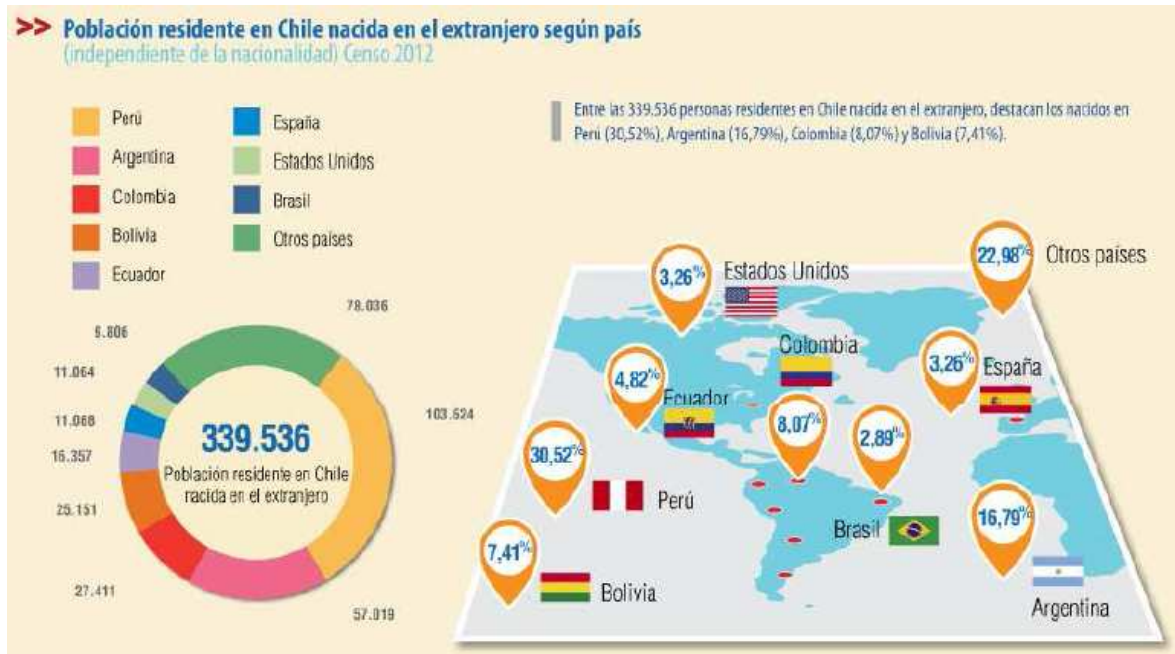 >> Población residente en Chile nacida en el extranjero según país
(independiente de la nacionalidad) Censo 2012
Perú
Argentina
Colombia
Bolivia
Ecuador
España
Estados Unidos
Brasil
Otros países
Entre las 339.536 personas residentes en Chile nacida en el extranjero, destacan los nacidos en
Perú (30,52%), Argentina (16,79%), Colombia (8,07%) y Bolivia (7,41%).
78.036
9.806
11.064
11.068
16.357
25.151
27.411
57.019
103.624
339.536
Población residente en Chile
nacida en el extranjero
3,26%
Estados Unidos
22,98%
Otros países
Colombia
4,82%
Ecuador
3,26%
España
8,07%
2,89%
30,52%
Perú
Brasil
16,79%
7,41%
Bolivia
Argentina